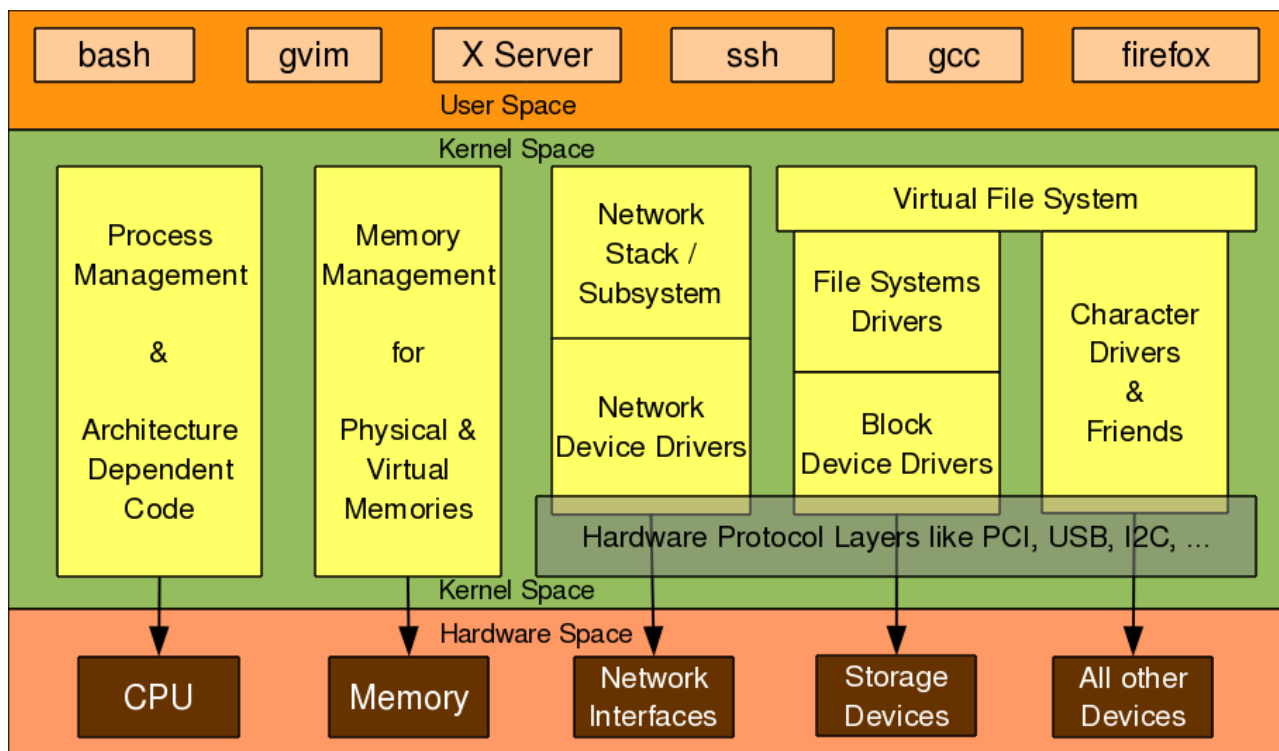 bash
gvim
X Server
ssh
gcc
firefox
User Space
Kernel Space
Process
Management
&
Architecture
Dependent
Code
Memory
Management
for
Physical &
Virtual
Memories
Network
Stack /
Subsystem
Network
Device Drivers
Virtual File System
File Systems
Drivers
Block
Device Drivers
Character
Drivers
&
Friends
Hardware Protocol Layers like PCI, USB, I2C, ...
Kernel Space
Hardware Space
CPU
Memory
Network
Interfaces
Storage
Devices
All other
Devices